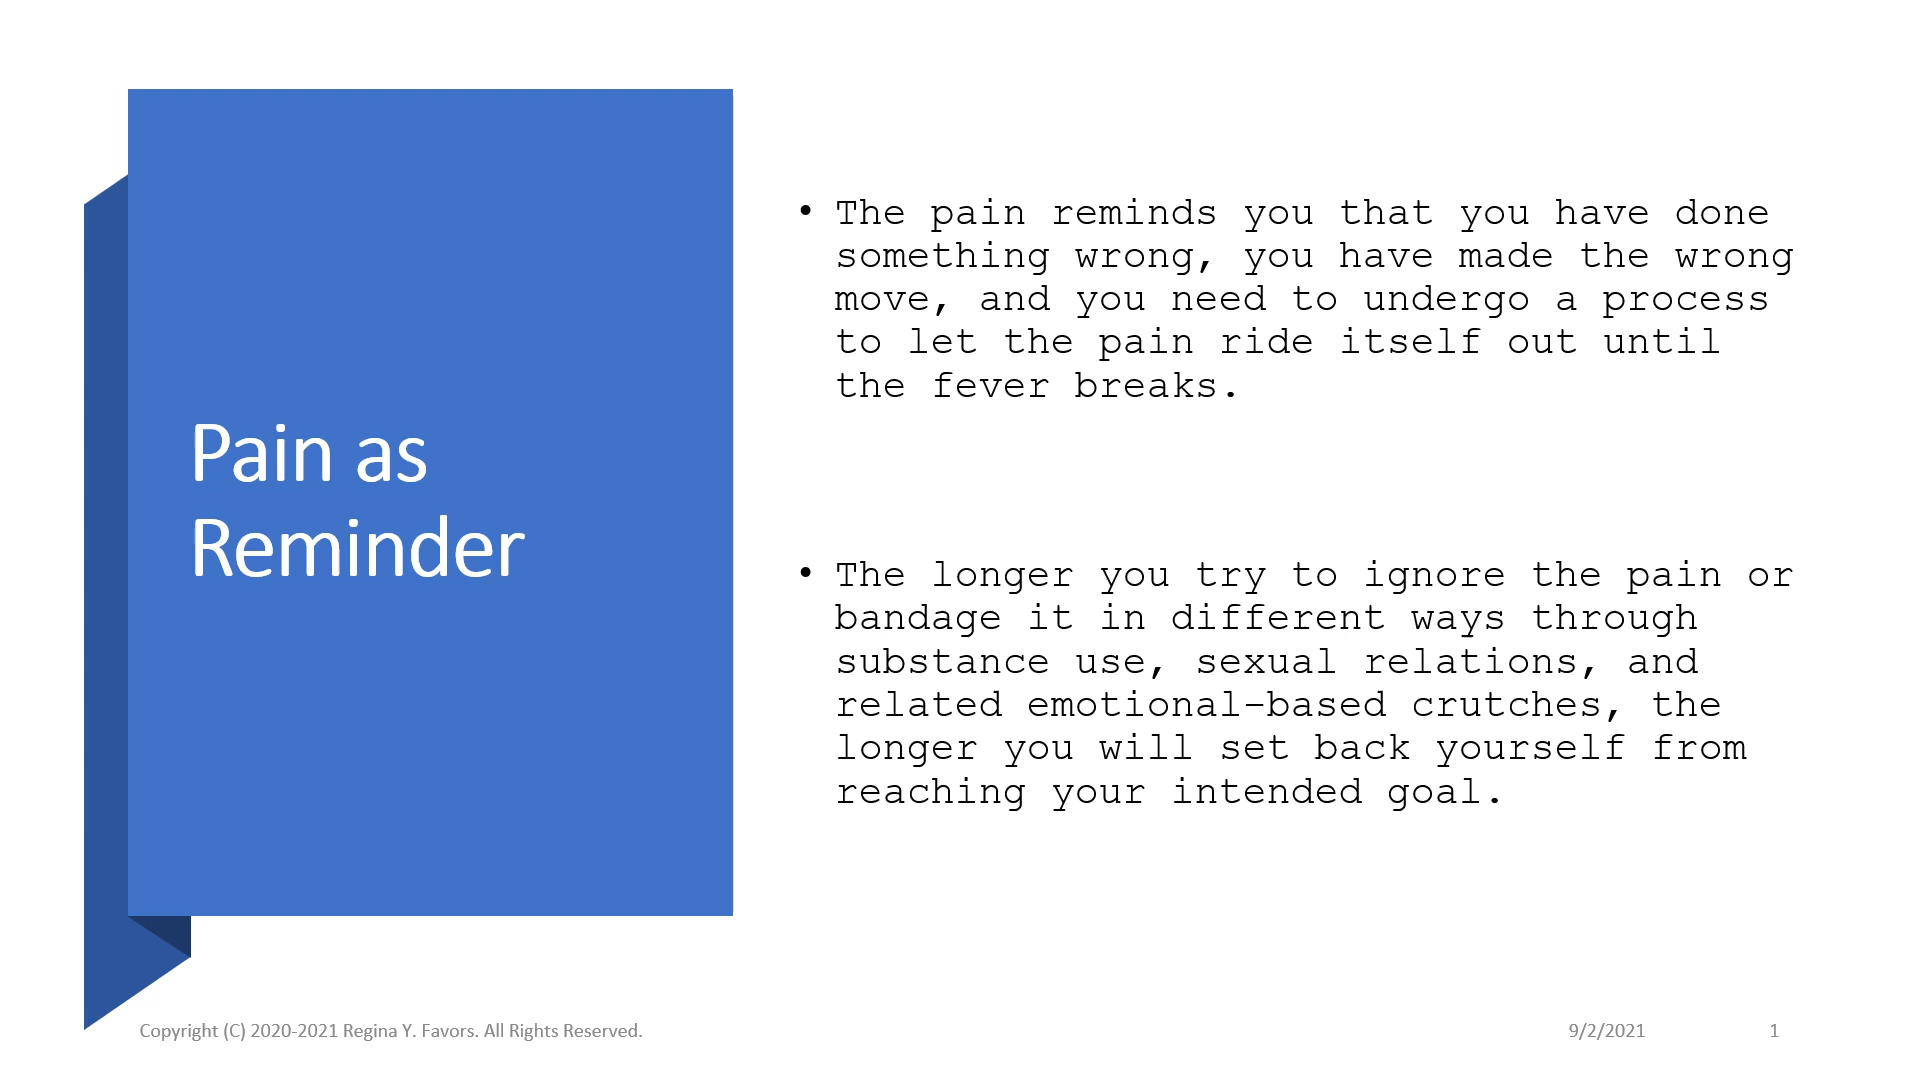 Pain as
Reminder
• The pain reminds you that you have done
something wrong, you have made the wrong
move, and you need to undergo a process
to let the pain ride itself out until
the fever breaks.
• The longer you try to ignore the pain or
bandage it in different ways through
substance use, sexual relations, and
related emotional-based crutches, the
longer you will set back yourself from
reaching your intended goal.
Copyright (C) 2020-2021 Regina Y. Favors. All Rights Reserved.
9/2/2021
1